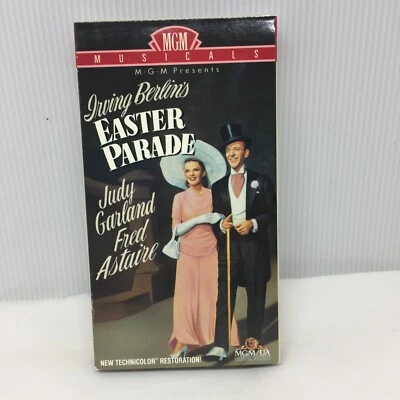 MGM
MUSICALS
M-G-M Presents
Irving Berlin's
EASTER
PARADE
Judy
Garland
Fred
Astaire
NEW TECHNICOLOR® RESTORATION!
MGM/UA